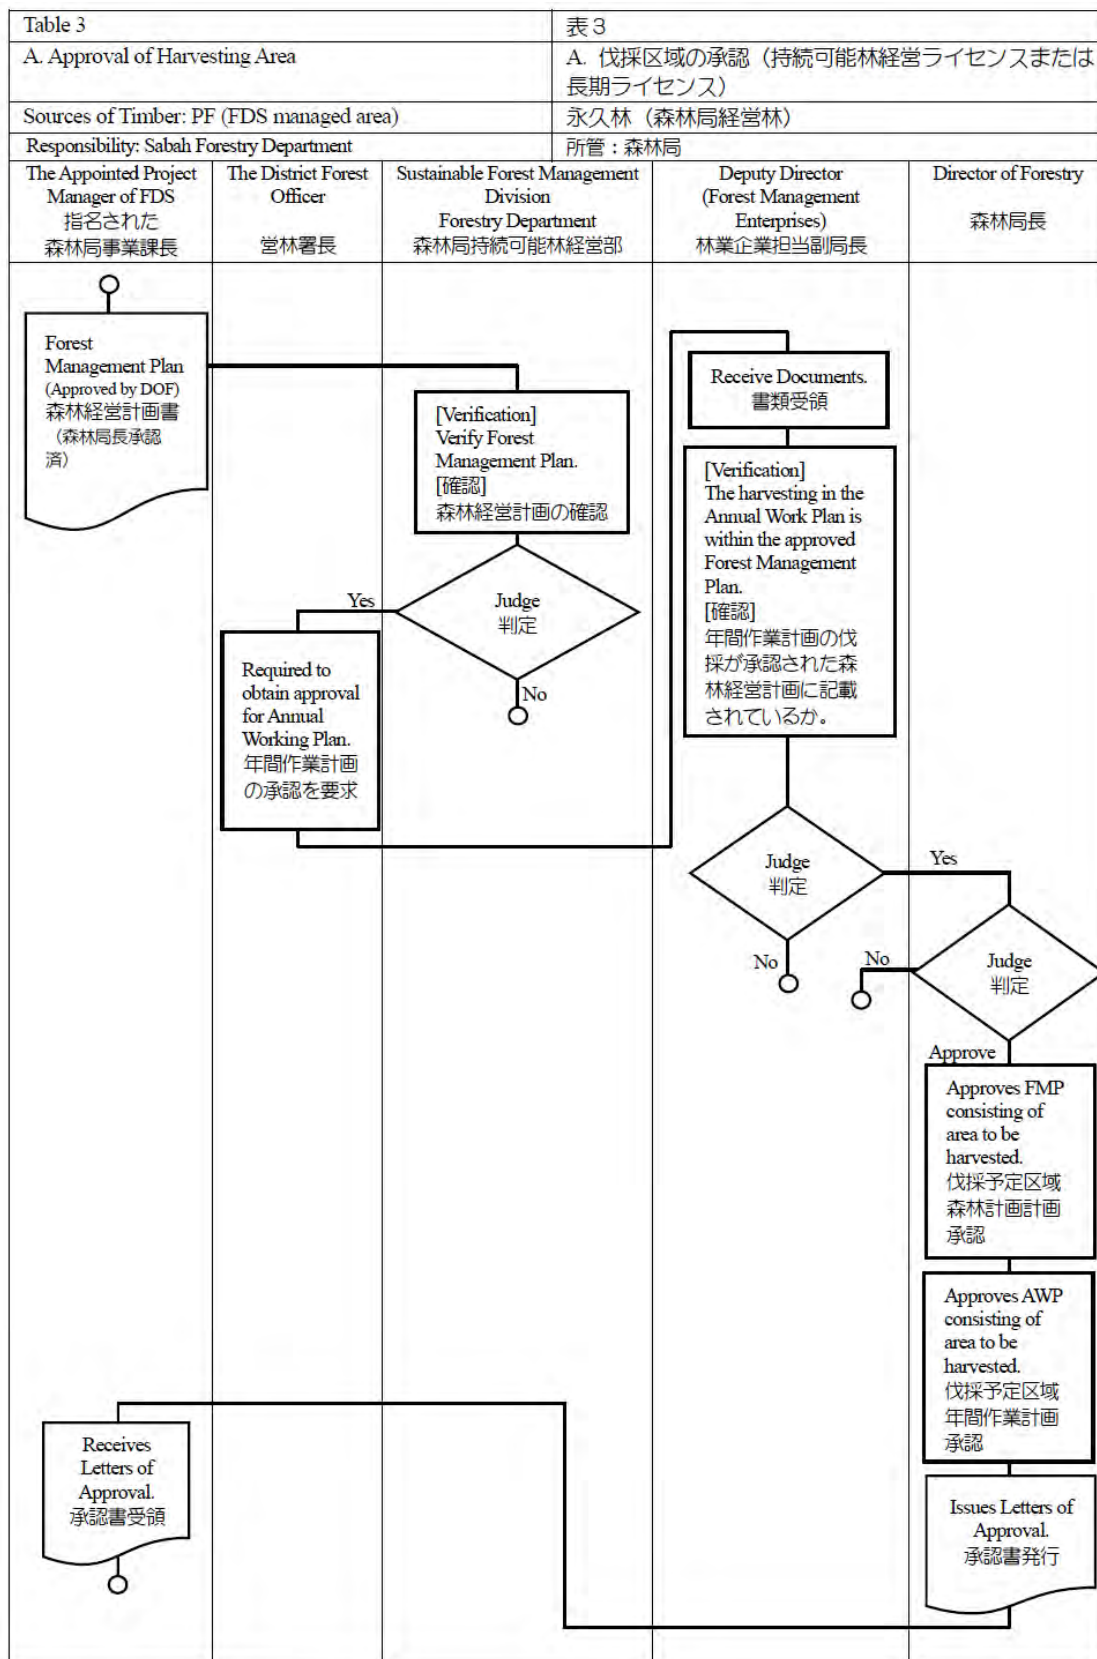 Table 3
表3
A. Approval of Harvesting Area
A. 伐採区域の承認（持続可能林経営ライセンスまたは
長期ライセンス）
Sources of Timber: PF (FDS managed area)
永久林（森林局経営林）
Responsibility: Sabah Forestry Department
所管：森林局
The Appointed Project
Manager of FDS
指名された
森林局事業課長
The District Forest
Officer
営林署長
Sustainable Forest Management
Division
Forestry Department
森林局持続可能林経営部
Deputy Director
(Forest Management
Enterprises)
林業企業担当副局長
Director of Forestry
森林局長
Forest
Management Plan
(Approved by DOF)
森林経営計画書
（森林局長承認
済）
[Verification]
Verify Forest
Management Plan.
[確認]
森林経営計画の確認
Judge
判定
Yes
No
Required to
obtain approval
for Annual
Working Plan.
年間作業計画
の承認を要求
Receive Documents.
書類受領
[Verification]
The harvesting in the
Annual Work Plan is
within the approved
Forest Management
Plan.
[確認]
年間作業計画の伐
採が承認された森
林経営計画に記載
されているか。
Judge
判定
Yes
No
Judge
判定
No
Approve
Approves FMP
consisting of
area to be
harvested.
伐採予定区域
森林計画計画
承認
Approves AWP
consisting of
area to be
harvested.
伐採予定区域
年間作業計画
承認
Issues Letters of
Approval.
承認書発行
Receives
Letters of
Approval.
承認書受領